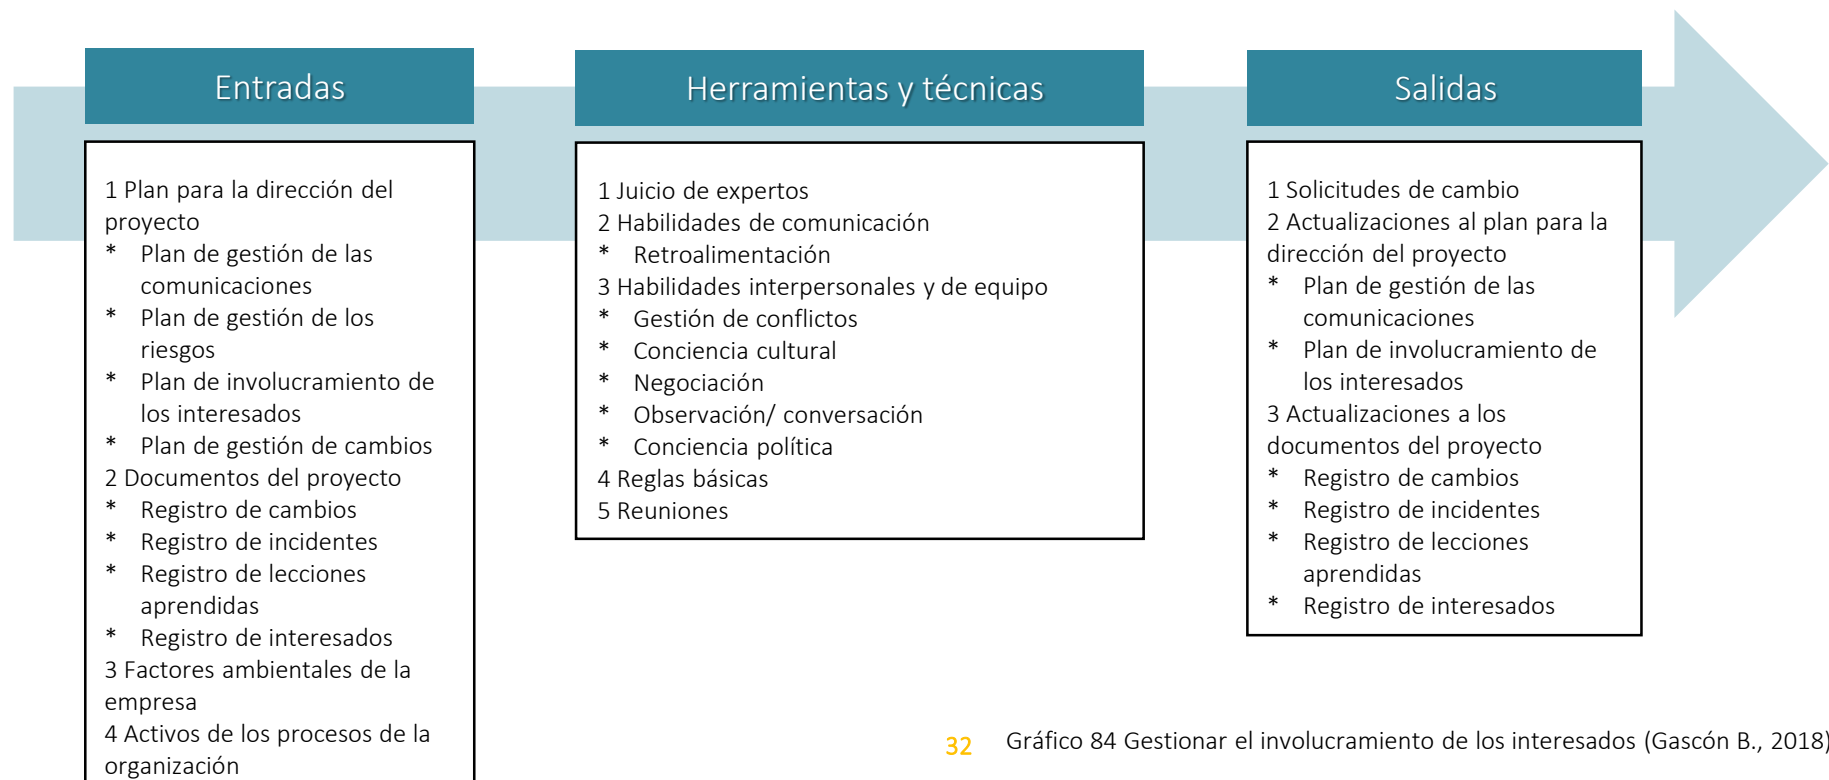 Entradas
1 Plan para la dirección del
proyecto
* Plan de gestión de las
comunicaciones
* Plan de gestión de los
riesgos
* Plan de involucramiento de
los interesados
* Plan de gestión de cambios
2 Documentos del proyecto
* Registro de cambios
* Registro de incidentes
* Registro de lecciones
aprendidas
* Registro de interesados
3 Factores ambientales de la
empresa
4 Activos de los procesos de la
organización
Herramientas y técnicas
1 Juicio de expertos
2 Habilidades de comunicación
* Retroalimentación
3 Habilidades interpersonales y de equipo
* Gestión de conflictos
* Conciencia cultural
* Negociación
* Observación/ conversación
* Conciencia política
4 Reglas básicas
5 Reuniones
Salidas
1 Solicitudes de cambio
2 Actualizaciones al plan para la
dirección del proyecto
* Plan de gestión de las
comunicaciones
* Plan de involucramiento de
los interesados
3 Actualizaciones a los
documentos del proyecto
* Registro de cambios
* Registro de incidentes
* Registro de lecciones
aprendidas
* Registro de interesados
32 Gráfico 84 Gestionar el involucramiento de los interesados (Gascón B., 2018)